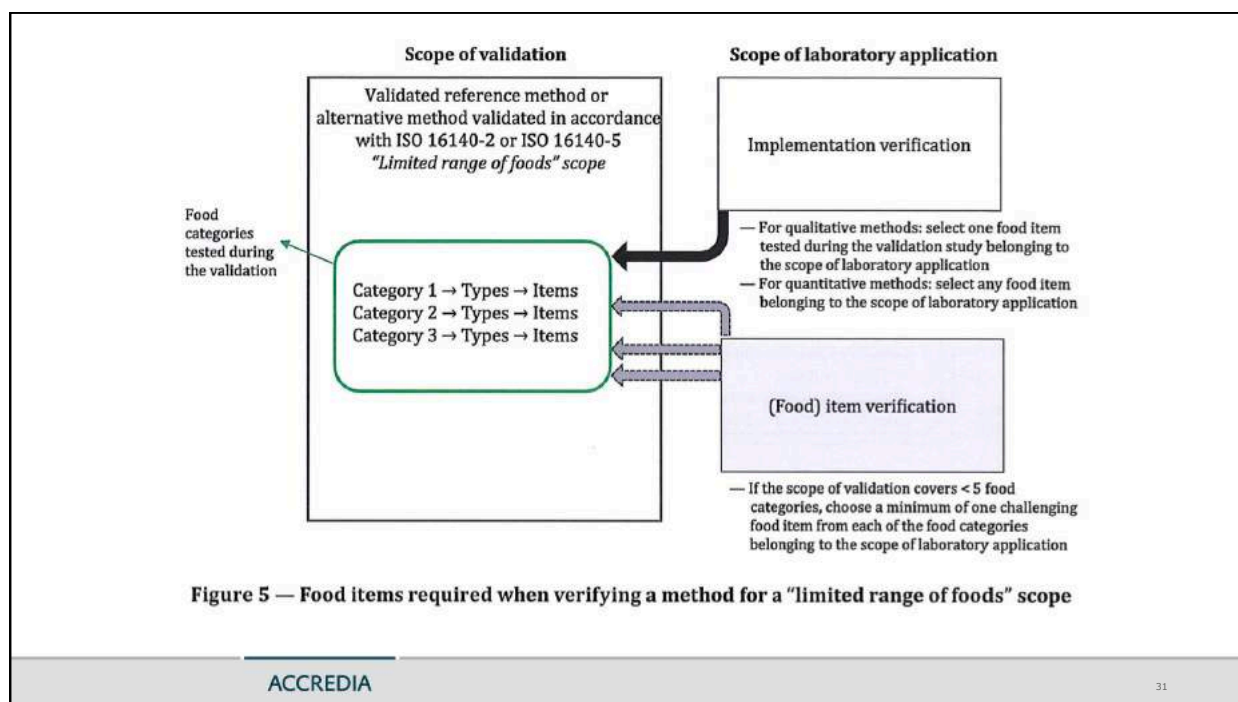 Scope of validation
Validated reference method or
alternative method validated in accordance
with ISO 16140-2 or ISO 16140-5
"Limited range of foods" scope
Food
categories
tested during
the validation
Category 1 → Types → Items
Category 2 → Types → Items
Category 3 → Types → Items
Scope of laboratory application
Implementation verification
— For qualitative methods: select one food item
tested during the validation study belonging to
the scope of laboratory application
— For quantitative methods: select any food item
belonging to the scope of laboratory application
(Food) item verification
— If the scope of validation covers < 5 food
categories, choose a minimum of one challenging
food item from each of the food categories
belonging to the scope of laboratory application
Figure 5 — Food items required when verifying a method for a "limited range of foods" scope
ACCREDIA
31